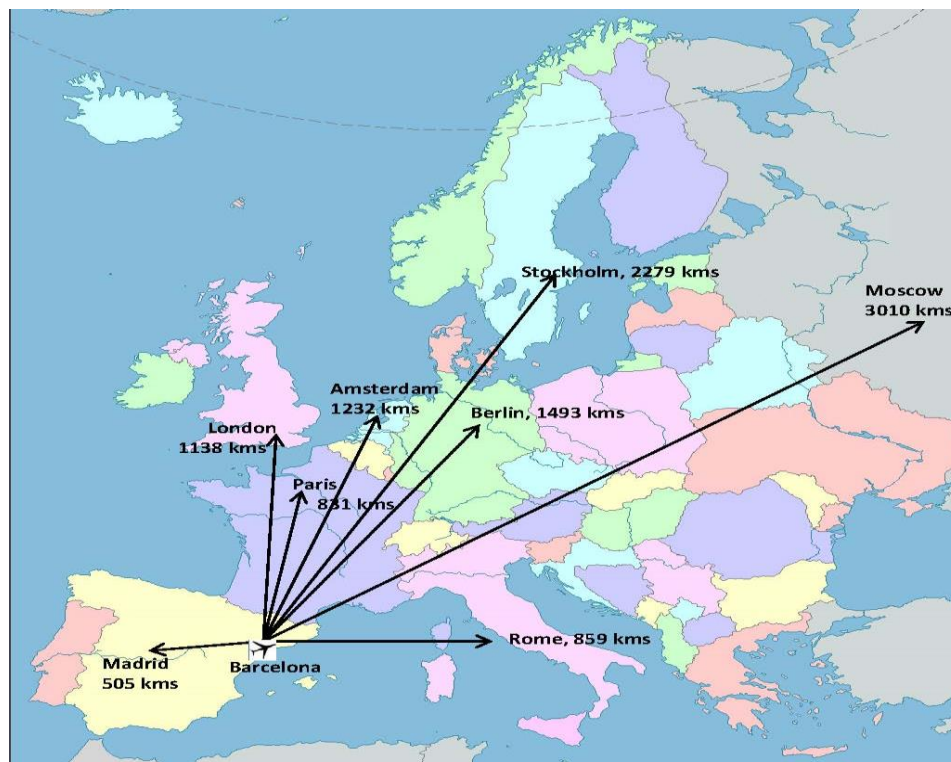 Stockholm, 2279 kms
Moscow
3010 kms
Amsterdam
1232 kms
Berlin, 1493 kms
London
1138 kms
Paris
831 kms
Rome, 859 kms
Madrid
505 kms
Barcelona